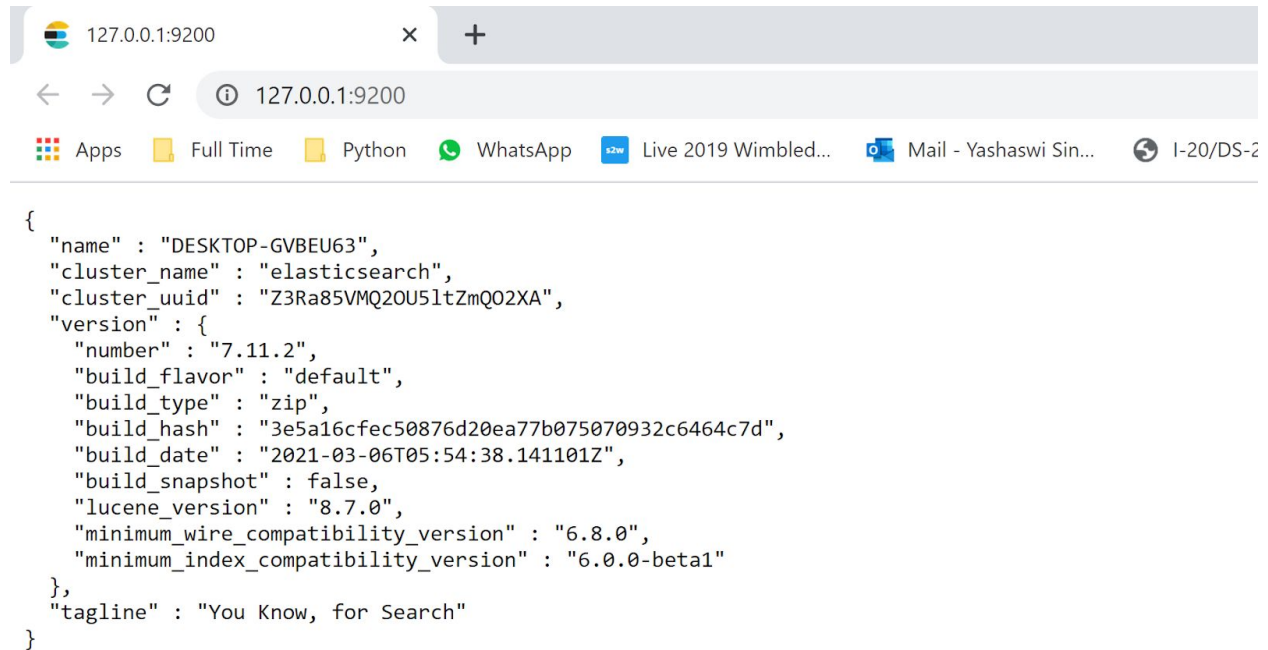 127.0.0.1:9200
127.0.0.1:9200
Apps Full Time Python WhatsApp s2w Live 2019 Wimbled... Mail - Yashaswi Sin... I-20/DS-2
{
"name" : "DESKTOP-GVBEU63",
"cluster_name" : "elasticsearch",
"cluster_uuid" : "Z3Ra85VMQ2OU5ltZmQO2XA",
"version" : {
"number" : "7.11.2",
"build_flavor" : "default",
"build_type" : "zip",
"build_hash" : "3e5a16cfec50876d20ea77b075070932c6464c7d",
"build_date" : "2021-03-06T05:54:38.141101Z",
"build_snapshot" : false,
"lucene_version" : "8.7.0",
"minimum_wire_compatibility_version" : "6.8.0",
"minimum_index_compatibility_version" : "6.0.0-beta1"
},
"tagline" : "You Know, for Search"
}